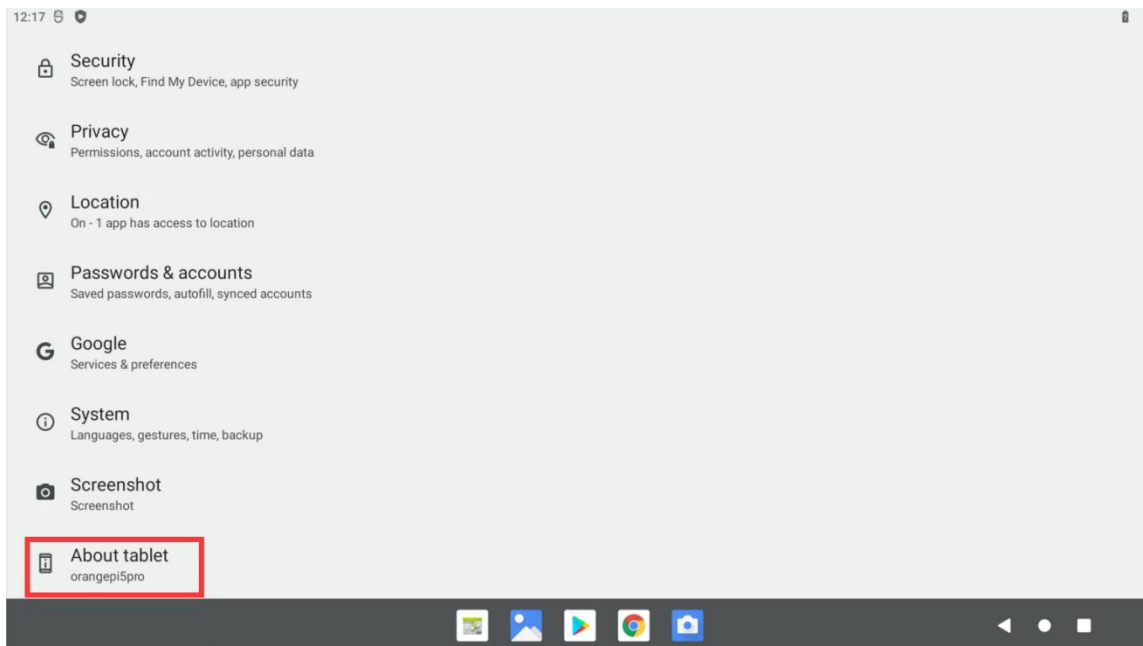 12:17
Security
Screen lock, Find My Device, app security
Privacy
Permissions, account activity, personal data
Location
On - 1 app has access to location
Passwords & accounts
Saved passwords, autofill, synced accounts
Google
Services & preferences
System
Languages, gestures, time, backup
Screenshot
Screenshot
About tablet
orangepi5pro